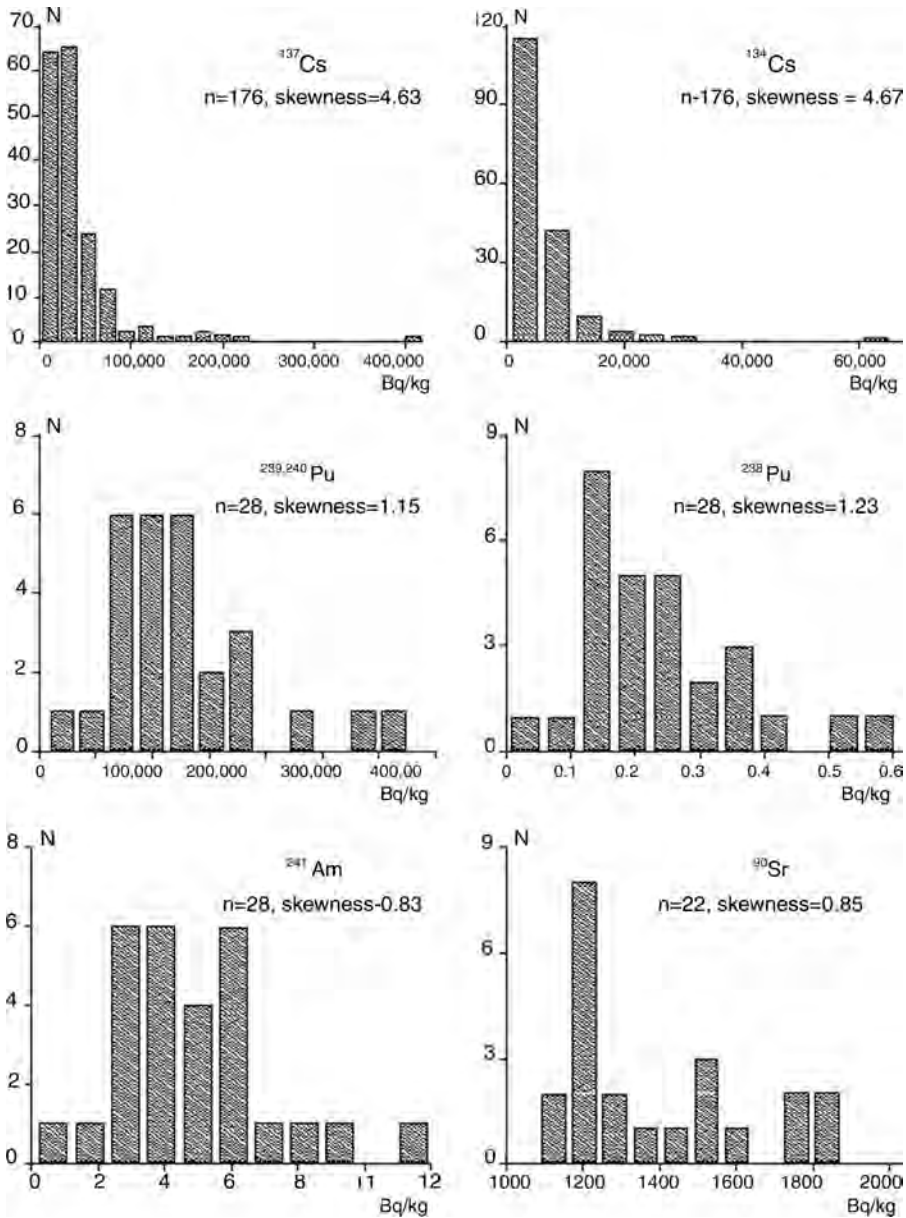 N
137Cs
n=176, skewness=4.63
70
60
50
40
30
20
10
0
0 100,000 200,000 300,000 400,000
Bq/kg
N
134Cs
n-176, skewness = 4.67
120
90
60
30
0
0 20,000 40,000 60,000
Bq/kg
N
239,240Pu
n=28, skewness=1.15
8
6
4
2
0
0 100,000 200,000 300,000 400,00
Bq/kg
N
238Pu
n=28, skewness=1.23
9
6
3
0
0 0.1 0.2 0.3 0.4 0.5 0.6
Bq/kg
N
241Am
n=28, skewness-0.83
8
6
4
2
0
0 2 4 6 8 10 12
Bq/kg
N
90Sr
n=22, skewness=0.85
9
6
3
0
1000 1200 1400 1600 1800 2000
Bq/kg